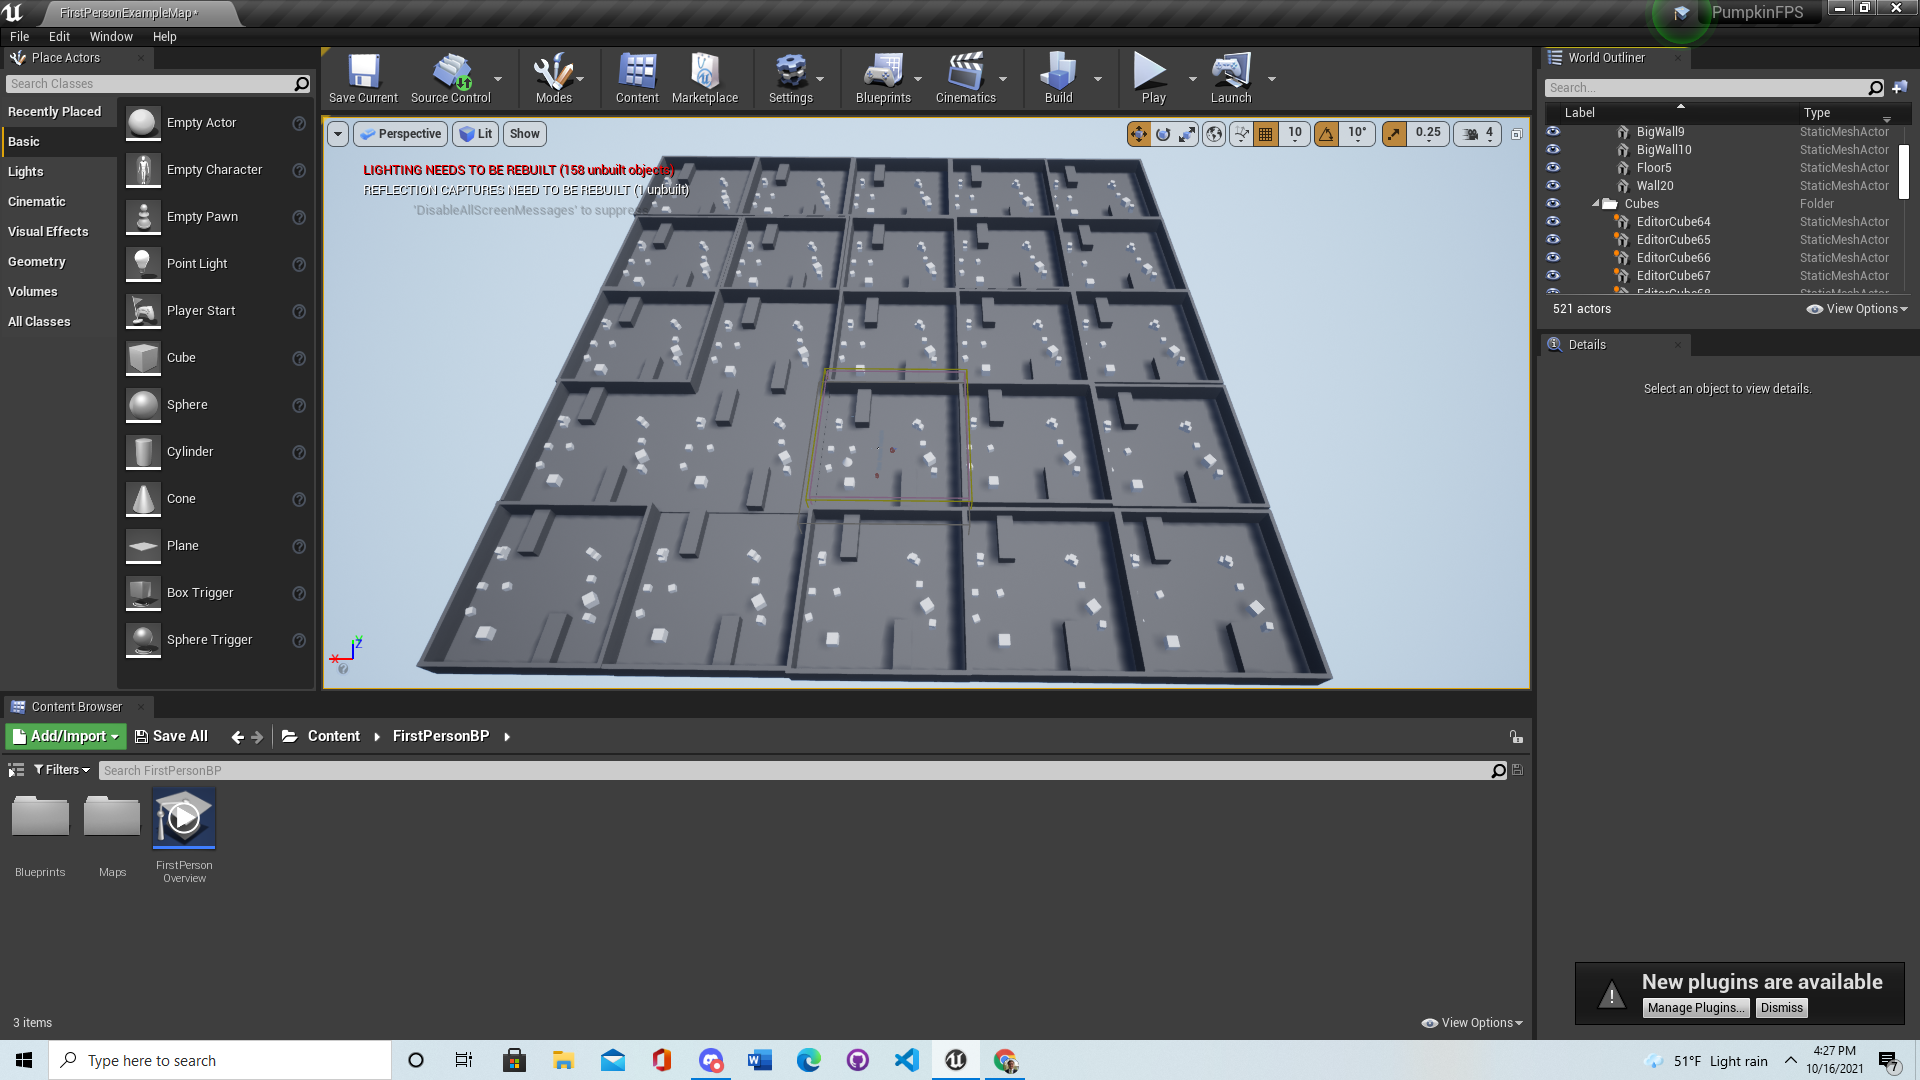 FirstPersonExampleMap*
PumpkinFPS
File Edit Window Help
Place Actors
Search Classes
Recently Placed
Basic
Lights
Cinematic
Visual Effects
Geometry
Volumes
All Classes
Empty Actor
Empty Character
Empty Pawn
Point Light
Player Start
Cube
Sphere
Cylinder
Cone
Plane
Box Trigger
Sphere Trigger
Save Current
Source Control
Modes
Content
Marketplace
Settings
Blueprints
Cinematics
Build
Play
Launch
Perspective
Lit
Show
10
10°
0.25
4
LIGHTING NEEDS TO BE REBUILT (158 unbuilt objects)
REFLECTION CAPTURES NEED TO BE REBUILT (1 unbuilt)
'DisableAllScreenMessages' to suppress
X
Z
World Outliner
Search...
Label Type
BigWall9 StaticMeshActor
BigWall10 StaticMeshActor
Floor5 StaticMeshActor
Wall20 StaticMeshActor
Cubes Folder
EditorCube64 StaticMeshActor
EditorCube65 StaticMeshActor
EditorCube66 StaticMeshActor
EditorCube67 StaticMeshActor
EditorCube68 StaticMeshActor
521 actors
View Options
Details
Select an object to view details.
Content Browser
Add/Import
Save All
Content
FirstPersonBP
Filters
Search FirstPersonBP
Blueprints
Maps
FirstPerson
Overview
3 items
View Options
New plugins are available
Manage Plugins...
Dismiss
Type here to search
51°F Light rain
4:27 PM
10/16/2021
7